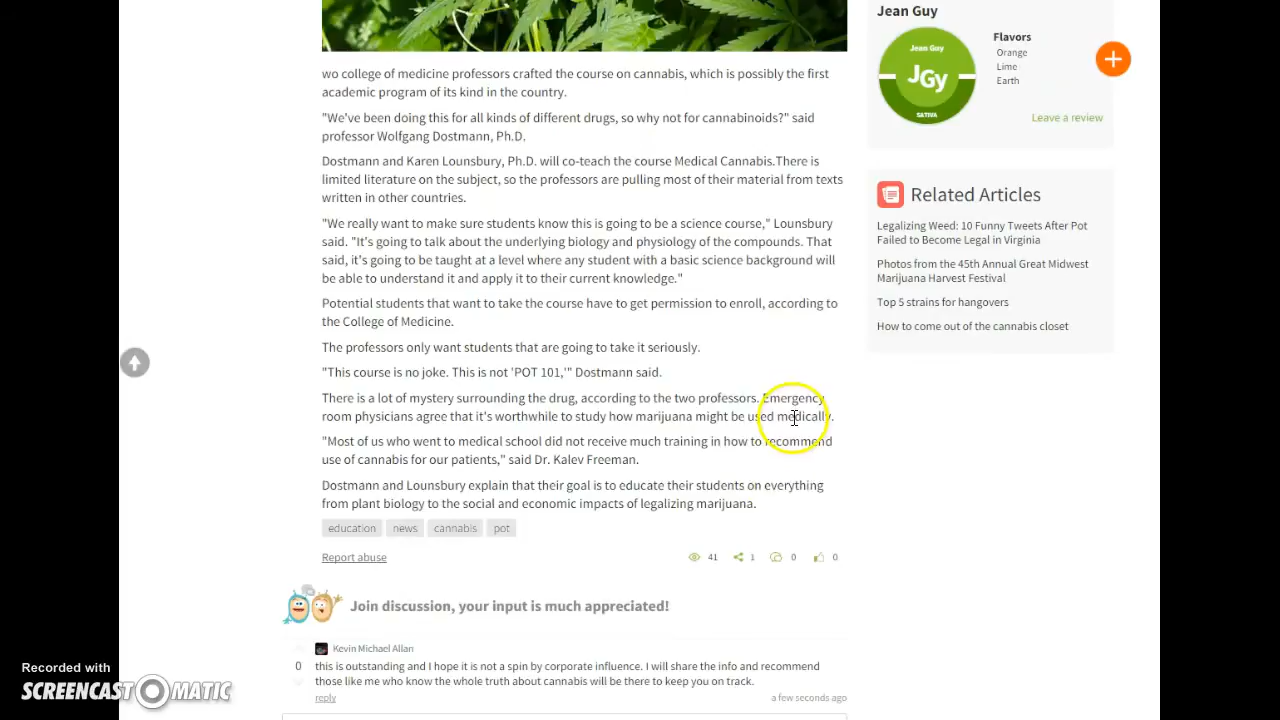 wo college of medicine professors crafted the course on cannabis, which is possibly the first
academic program of its kind in the country.
"We've been doing this for all kinds of different drugs, so why not for cannabinoids?" said
professor Wolfgang Dostmann, Ph.D.
Dostmann and Karen Lounsbury, Ph.D. will co-teach the course Medical Cannabis.There is
limited literature on the subject, so the professors are pulling most of their material from texts
written in other countries.
"We really want to make sure students know this is going to be a science course," Lounsbury
said. "It's going to talk about the underlying biology and physiology of the compounds. That
said, it's going to be taught at a level where any student with a basic science background will
be able to understand it and apply it to their current knowledge."
Potential students that want to take the course have to get permission to enroll, according to
the College of Medicine.
The professors only want students that are going to take it seriously.
"This course is no joke. This is not 'POT 101,'" Dostmann said.
There is a lot of mystery surrounding the drug, according to the two professors. Emergency
room physicians agree that it's worthwhile to study how marijuana might be used medically.
"Most of us who went to medical school did not receive much training in how to recommend
use of cannabis for our patients," said Dr. Kalev Freeman.
Dostmann and Lounsbury explain that their goal is to educate their students on everything
from plant biology to the social and economic impacts of legalizing marijuana.
education news cannabis pot
Report abuse 41 1 0 0
Join discussion, your input is much appreciated!
Kevin Michael Allan
0
this is outstanding and I hope it is not a spin by corporate influence. I will share the info and recommend
those like me who know the whole truth about cannabis will be there to keep you on track.
reply a few seconds ago
Jean Guy
Jean Guy
JGy
SATIVA
Flavors
Orange
Lime
Earth
Leave a review
Related Articles
Legalizing Weed: 10 Funny Tweets After Pot
Failed to Become Legal in Virginia
Photos from the 45th Annual Great Midwest
Marijuana Harvest Festival
Top 5 strains for hangovers
How to come out of the cannabis closet
Recorded with
SCREENCAST-O-MATIC